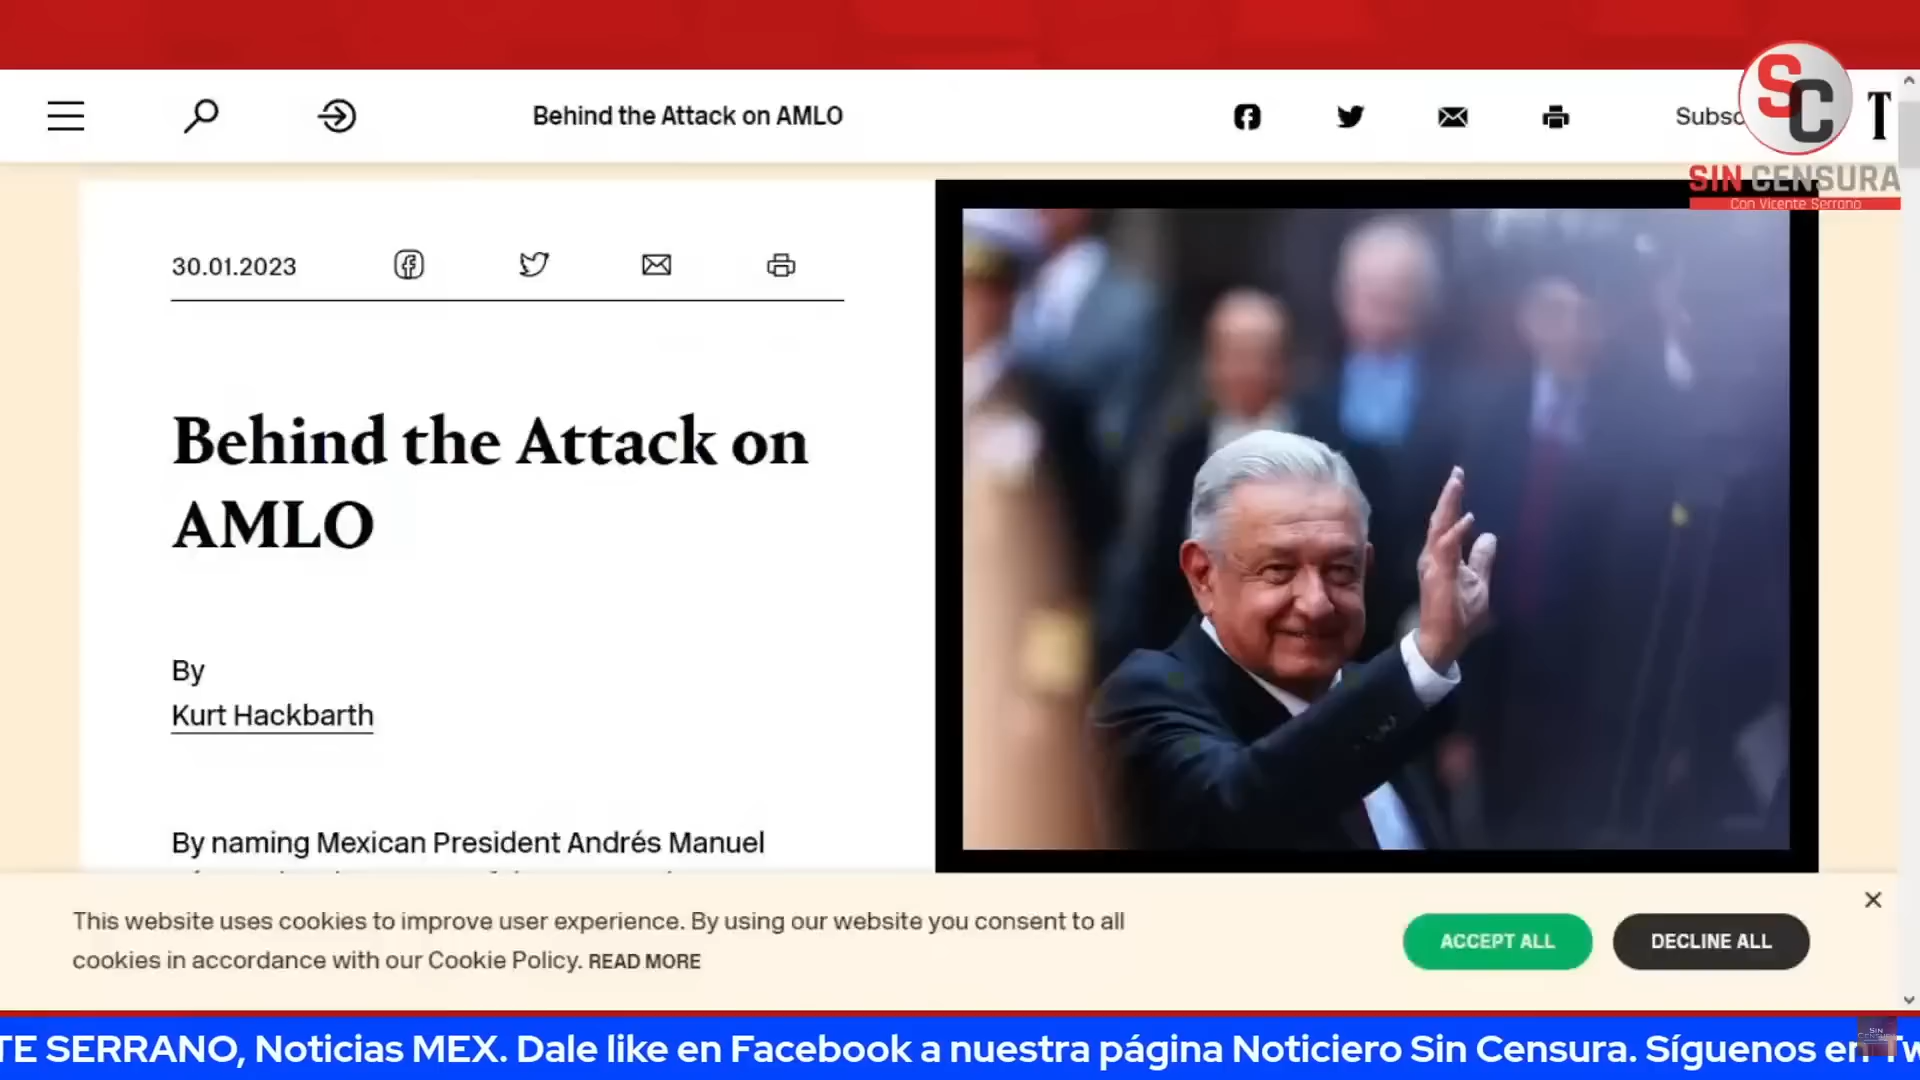 Behind the Attack on AMLO
Subsc
T
SC
SIN CENSURA
Con Vicente Serrano
30.01.2023
Behind the Attack on
AMLO
By
Kurt Hackbarth
By naming Mexican President Andrés Manuel
This website uses cookies to improve user experience. By using our website you consent to all
cookies in accordance with our Cookie Policy. READ MORE
ACCEPT ALL
DECLINE ALL
TE SERRANO, Noticias MEX. Dale like en Facebook a nuestra página Noticiero Sin Censura. Síguenos en Tw